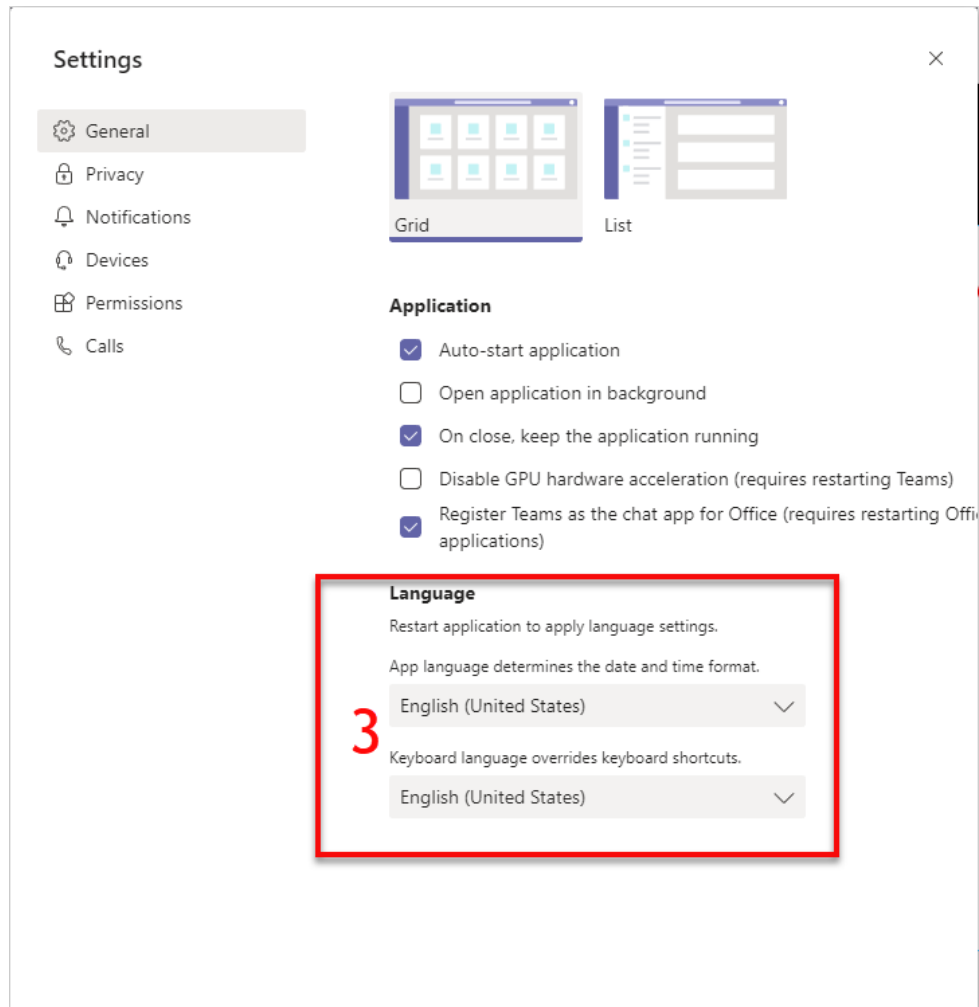 Settings
General
Privacy
Notifications
Devices
Permissions
Calls
Grid
List
Application
Auto-start application
Open application in background
On close, keep the application running
Disable GPU hardware acceleration (requires restarting Teams)
Register Teams as the chat app for Office (requires restarting Offi
applications)
Language
Restart application to apply language settings.
App language determines the date and time format.
English (United States)
3
Keyboard language overrides keyboard shortcuts.
English (United States)